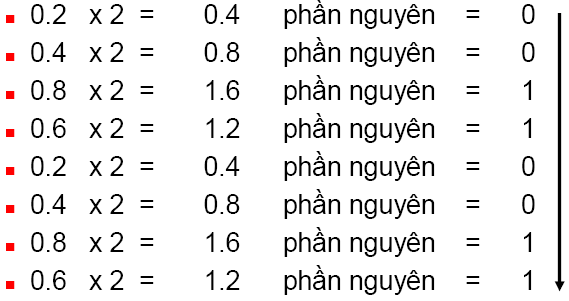 0.2 x 2 = 0.4 phần nguyên = 0
0.4 x 2 = 0.8 phần nguyên = 0
0.8 x 2 = 1.6 phần nguyên = 1
0.6 x 2 = 1.2 phần nguyên = 1
0.2 x 2 = 0.4 phần nguyên = 0
0.4 x 2 = 0.8 phần nguyên = 0
0.8 x 2 = 1.6 phần nguyên = 1
0.6 x 2 = 1.2 phần nguyên = 1